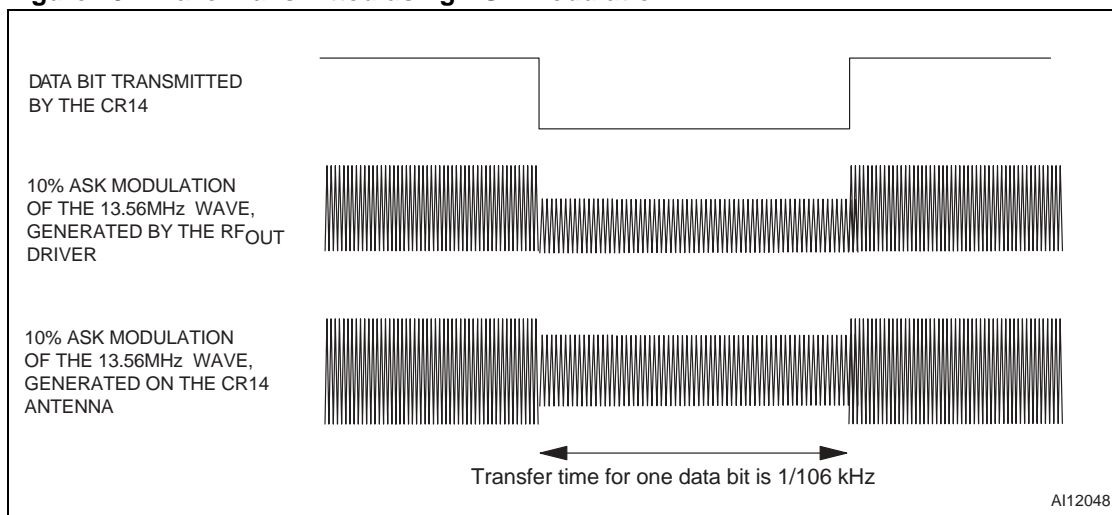 DATA BIT TRANSMITTED
BY THE CR14
10% ASK MODULATION
OF THE 13.56MHz WAVE,
GENERATED BY THE RFOUT
DRIVER
10% ASK MODULATION
OF THE 13.56MHz WAVE,
GENERATED ON THE CR14
ANTENNA
Transfer time for one data bit is 1/106 kHz
AI12048